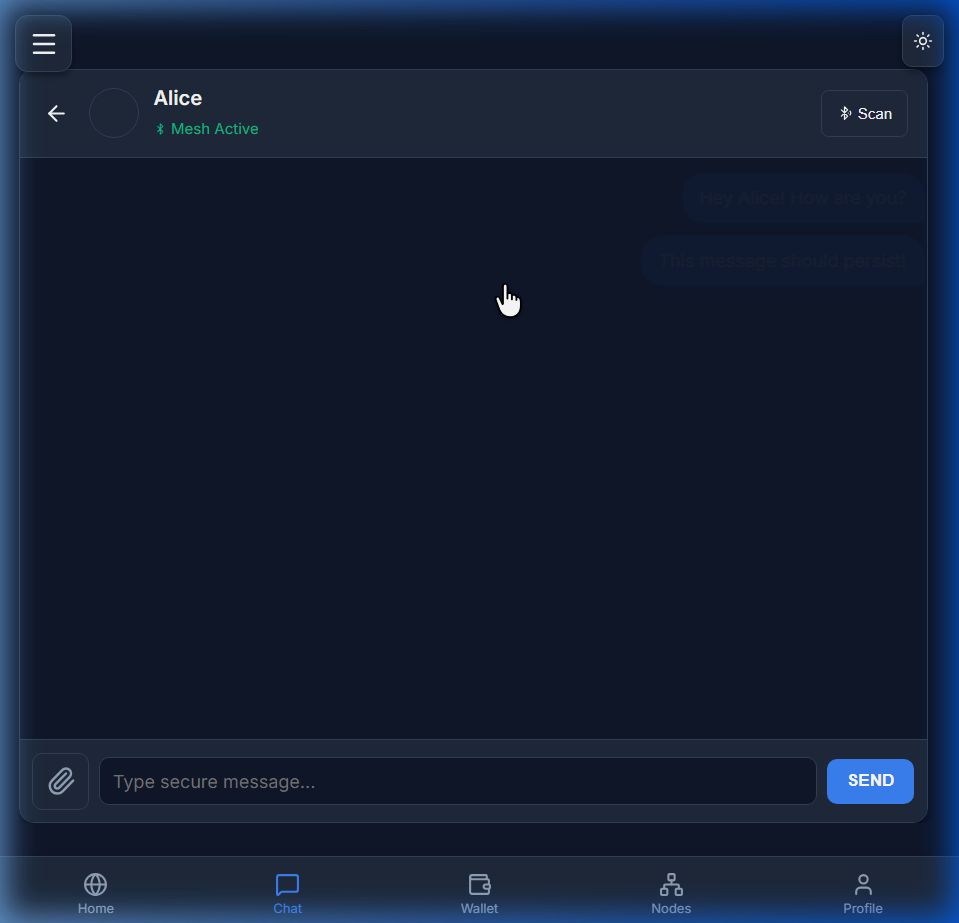 Alice
Mesh Active
Scan
Hey Alice! How are you?
This message should persist!
Type secure message...
SEND
Home
Chat
Wallet
Nodes
Profile